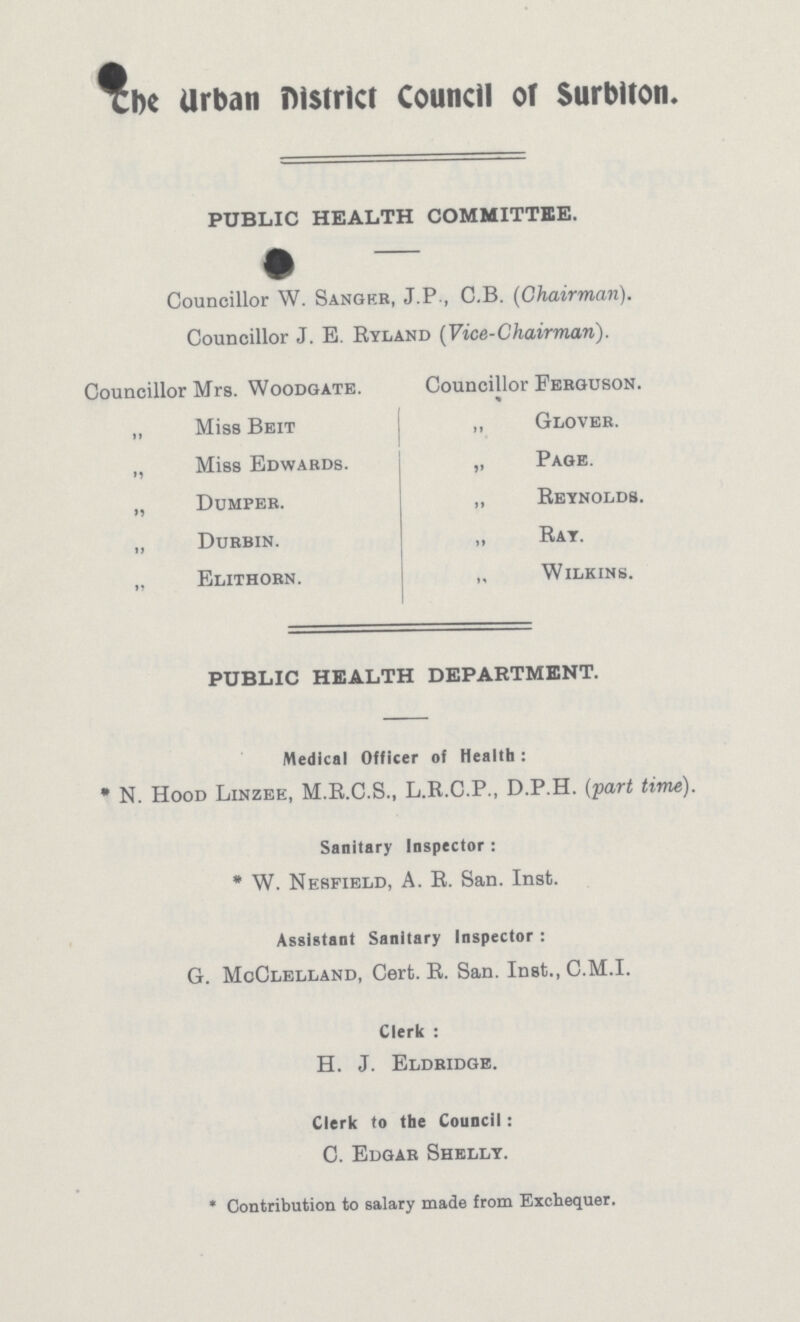 The Urban District Council of Surbiton.
PUBLIC HEALTH COMMITTEE.
Councillor W. SANGER, J.P., C.B. (Chairman).
Councillor J. E. RYLAND (Vice-Chairman).
Councillor Mrs. WOODGATE.
„ Miss BEIT
„ Miss EDWARDS.
„ DUMPER.
„ DURBIN.
„ ELITHORN.
Councillor FERGUSON.
„ GLOVER.
„ PAGE.
„ REYNOLDS.
„ RAY.
„ WILKINS.
PUBLIC HEALTH DEPARTMENT.
Medical Officer of Health:
* N. HOOD LINZEE, M.R.C.S., L.R.C.P., D.P.H. (part time).
Sanitary Inspector:
* W. NESFIELD, A. R. San. Inst.
Assistant Sanitary Inspector:
G. MCCLELLAND, Cert. R. San. Inst., C.M.I.
Clerk:
H. J. ELDRIDGE.
Clerk to the Council:
C. EDGAR SHELLY.
* Contribution to salary made from Exchequer.